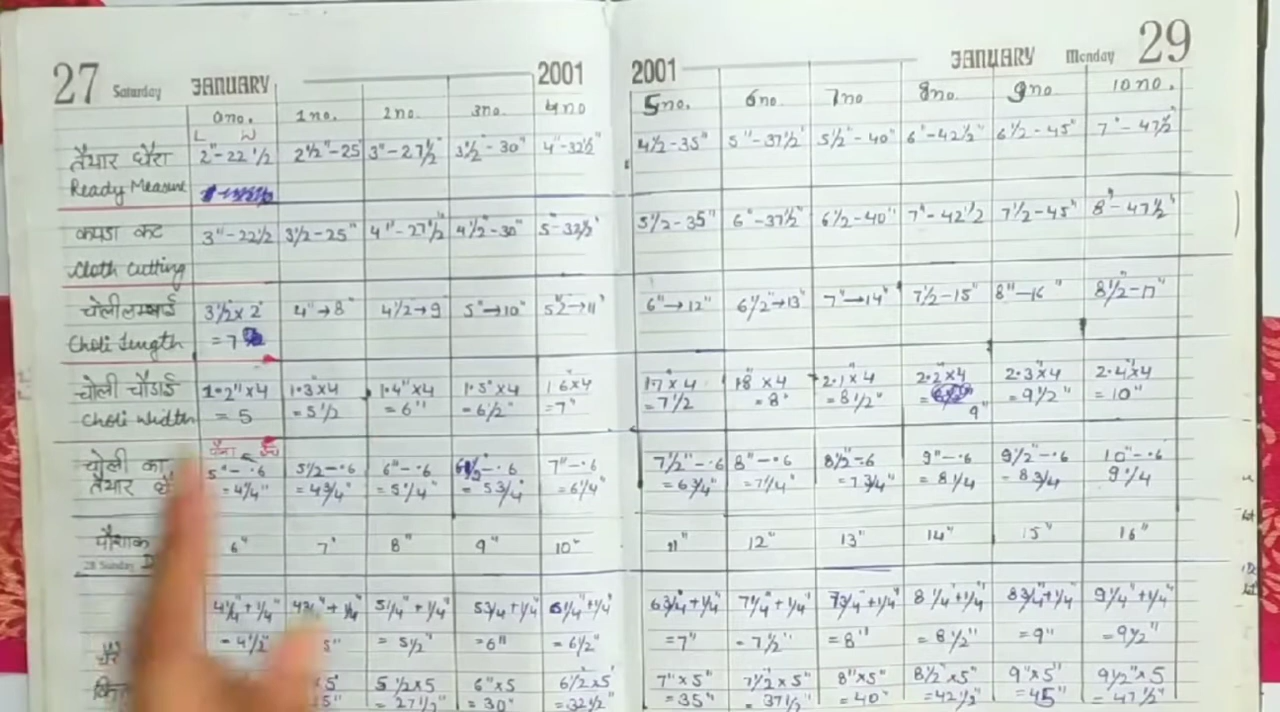 27 Saturday JANUARY 2001
2001 JANUARY Monday 29
0no. 1no. 2no. 3no. 4no 5no. 6no. 7no 8no. 9no 10no.
L W
तैयार घेरा 2"-22 1/2 2 1/2"-25 3"-27 1/2" 3 1/2"-30" 4"-32 1/2" 4 1/2-35" 5"-37 1/2" 5 1/2"-40" 6"-42 1/2" 6 1/2-45" 7"-47 1/2
Ready Measure
कपडा कट 3"-22 1/2 3 1/2-25" 4"-27 1/2 4 1/2-30" 5"-32 1/2" 5 1/2-35" 6"-37 1/2" 6 1/2-40" 7"-42 1/2 7 1/2-45" 8"-47 1/2"
Cloth cutting
चोली लम्बाई 3 1/2"x2" 4"→8" 4 1/2→9 5"→10" 5 1/2"→11" 6"→12" 6 1/2"→13" 7"→14" 7 1/2-15" 8"-16" 8 1/2"-17"
Choli Length =7
चोली चौडाई 1.2"x4 1.3"x4 1.4"x4 1.5"x4 1.6"x4 1.7"x4 1.8"x4 2.1"x4 2.2"x4 2.3"x4 2.4"x4
Choli width =5 =5 1/2 =6" =6 1/2" =7" =7 1/2 =8" =8 1/2" = 9" =9 1/2" =10"
चोली का 5"-.6 5 1/2-.6 6"-.6 6 1/2"-.6 7"-.6 7 1/2"-.6 8"-.6 8 1/2"-.6 9"-.6 9 1/2"-.6 10"-.6
तैयार =4 1/4" =4 3/4" =5 1/4" =5 3/4" =6 1/4" =6 3/4" =7 1/4" =7 3/4" =8 1/4 =8 3/4 9 1/4
पौशाक 6" 7" 8" 9" 10" 11" 12" 13" 14" 15" 16"
28 Sunday
4 1/4"+1/4" 5 1/4"+1/4" 5 3/4+1/4" 6 1/4"+1/4" 6 3/4"+1/4" 7 1/4"+1/4" 7 3/4"+1/4" 8 1/4"+1/4" 8 3/4"+1/4 9 1/4"+1/4"
=4 1/2" 5" =5 1/2" =6" =6 1/2" =7" =7 1/2" =8" =8 1/2" =9" =9 1/2"
x5" 5 1/2x5 6"x5 6 1/2x5" 7"x5" 7 1/2"x5" 8"x5" 8 1/2"x5" 9"x5" 9 1/2"x5
=27 1/2" =30" =32 1/2" =35" =37 1/2" =40" =42 1/2" =45" =47 1/2"